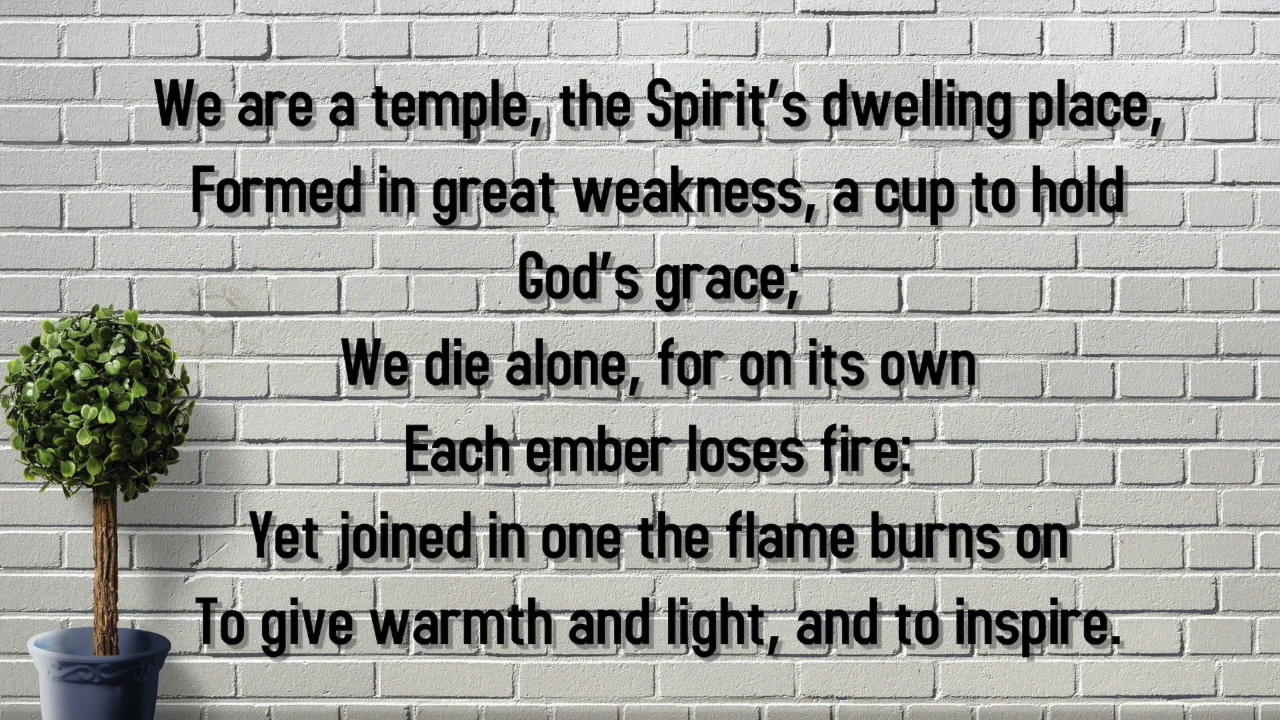 We are a temple, the Spirit's dwelling place,
Formed in great weakness, a cup to hold
God's grace;
We die alone, for on its own
Each ember loses fire:
Yet joined in one the flame burns on
To give warmth and light, and to inspire.